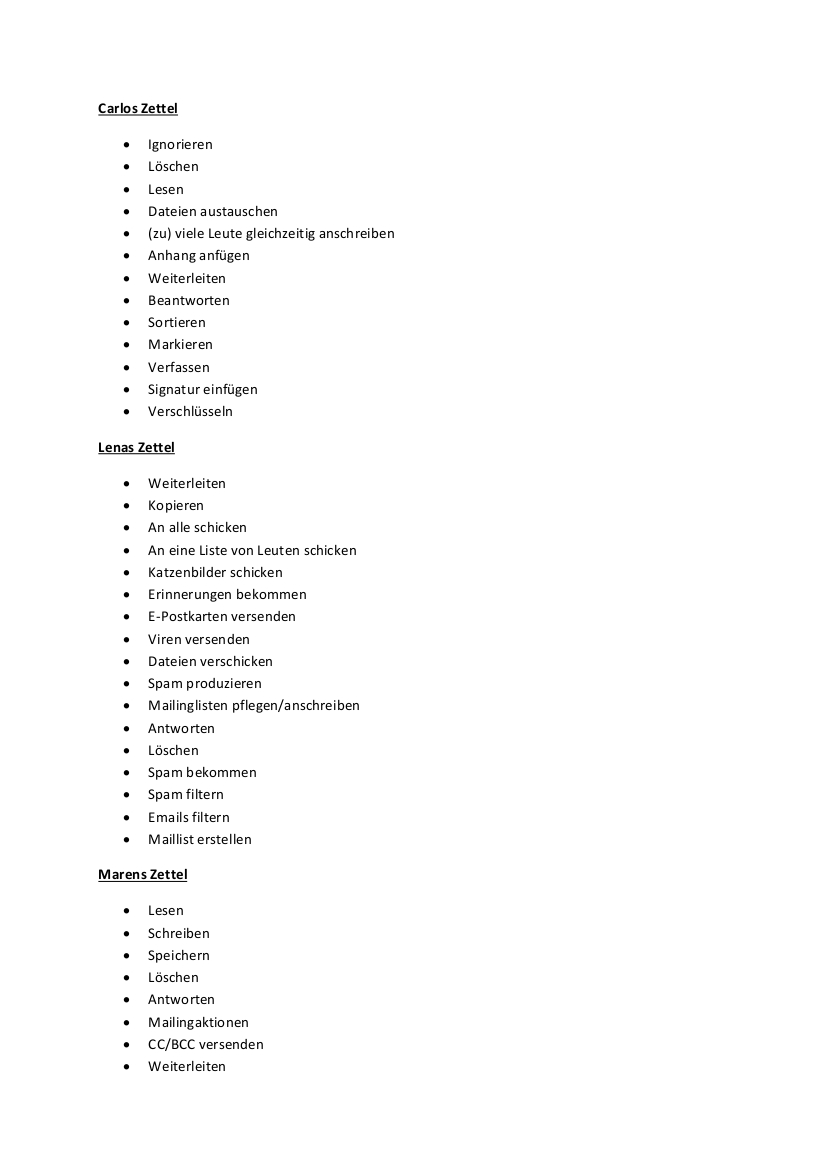 Carlos Zettel
• Ignorieren
• Löschen
• Lesen
• Dateien austauschen
• (zu) viele Leute gleichzeitig anschreiben
• Anhang anfügen
• Weiterleiten
• Beantworten
• Sortieren
• Markieren
• Verfassen
• Signatur einfügen
• Verschlüsseln
Lenas Zettel
• Weiterleiten
• Kopieren
• An alle schicken
• An eine Liste von Leuten schicken
• Katzenbilder schicken
• Erinnerungen bekommen
• E-Postkarten versenden
• Viren versenden
• Dateien verschicken
• Spam produzieren
• Mailinglisten pflegen/anschreiben
• Antworten
• Löschen
• Spam bekommen
• Spam filtern
• Emails filtern
• Maillist erstellen
Marens Zettel
• Lesen
• Schreiben
• Speichern
• Löschen
• Antworten
• Mailingaktionen
• CC/BCC versenden
• Weiterleiten